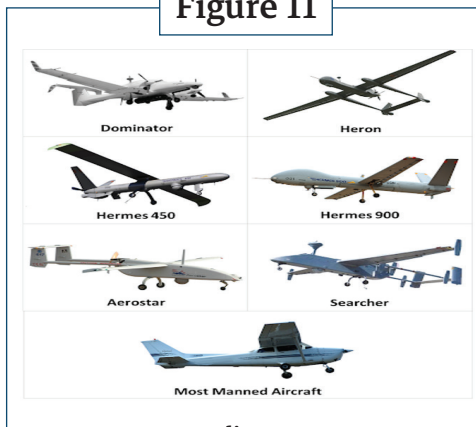 Figure 11
Dominator
Heron
Hermes 450
Hermes 900
Aerostar
Searcher
Most Manned Aircraft